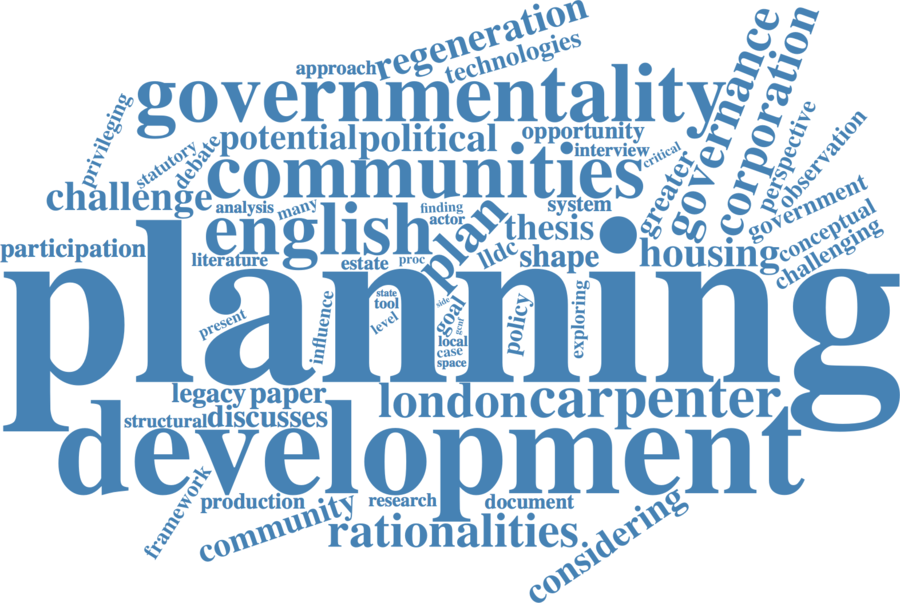 regeneration
approach
technologies
governmentality
governance
corporation
privileging
statutory
debate
potential
political
opportunity
interview
critical
perspective
observation
communities
challenge
greater
government
analysis
many
finding
actor
plan
system
conceptual
challenging
participation
english
literature
estate
proc
lldc
thesis
shape
housing
planning
present
influence
state
tool
level
side
goal
gcnf
local
case
space
policy
exploring
legacy
paper
london
carpenter
structural
discusses
development
framework
production
community
research
document
rationalities
considering